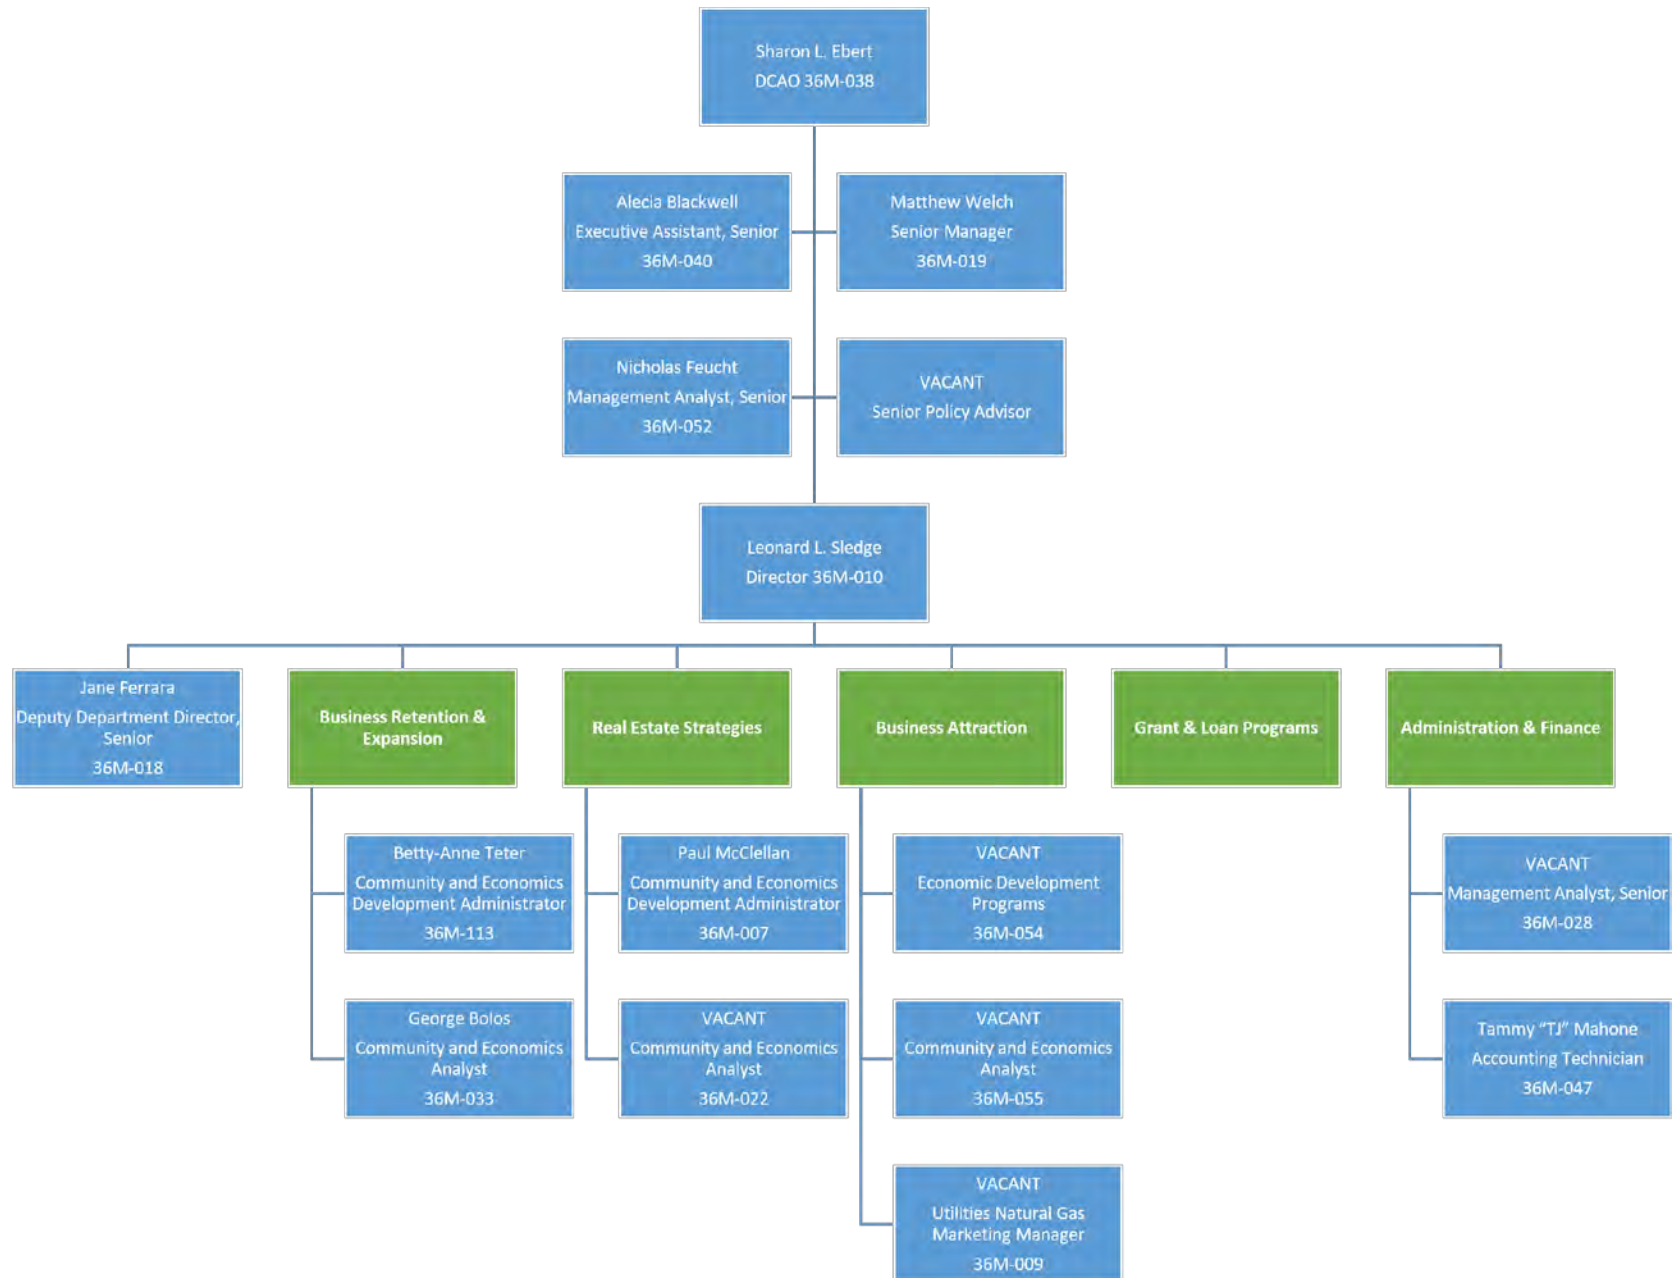 Sharon L. Ebert
DCAO 36M-038
Alecia Blackwell
Executive Assistant, Senior
36M-040
Matthew Welch
Senior Manager
36M-019
Nicholas Feucht
Management Analyst, Senior
36M-052
VACANT
Senior Policy Advisor
Leonard L. Sledge
Director 36M-010
Jane Ferrara
Deputy Department Director,
Senior
36M-018
Business Retention &
Expansion
Real Estate Strategies
Business Attraction
Grant & Loan Programs
Administration & Finance
Betty-Anne Teter
Community and Economics
Development Administrator
36M-113
Paul McClellan
Community and Economics
Development Administrator
36M-007
VACANT
Economic Development
Programs
36M-054
VACANT
Management Analyst, Senior
36M-028
George Bolos
Community and Economics
Analyst
36M-033
VACANT
Community and Economics
Analyst
36M-022
VACANT
Community and Economics
Analyst
36M-055
Tammy “TJ” Mahone
Accounting Technician
36M-047
VACANT
Utilities Natural Gas
Marketing Manager
36M-009